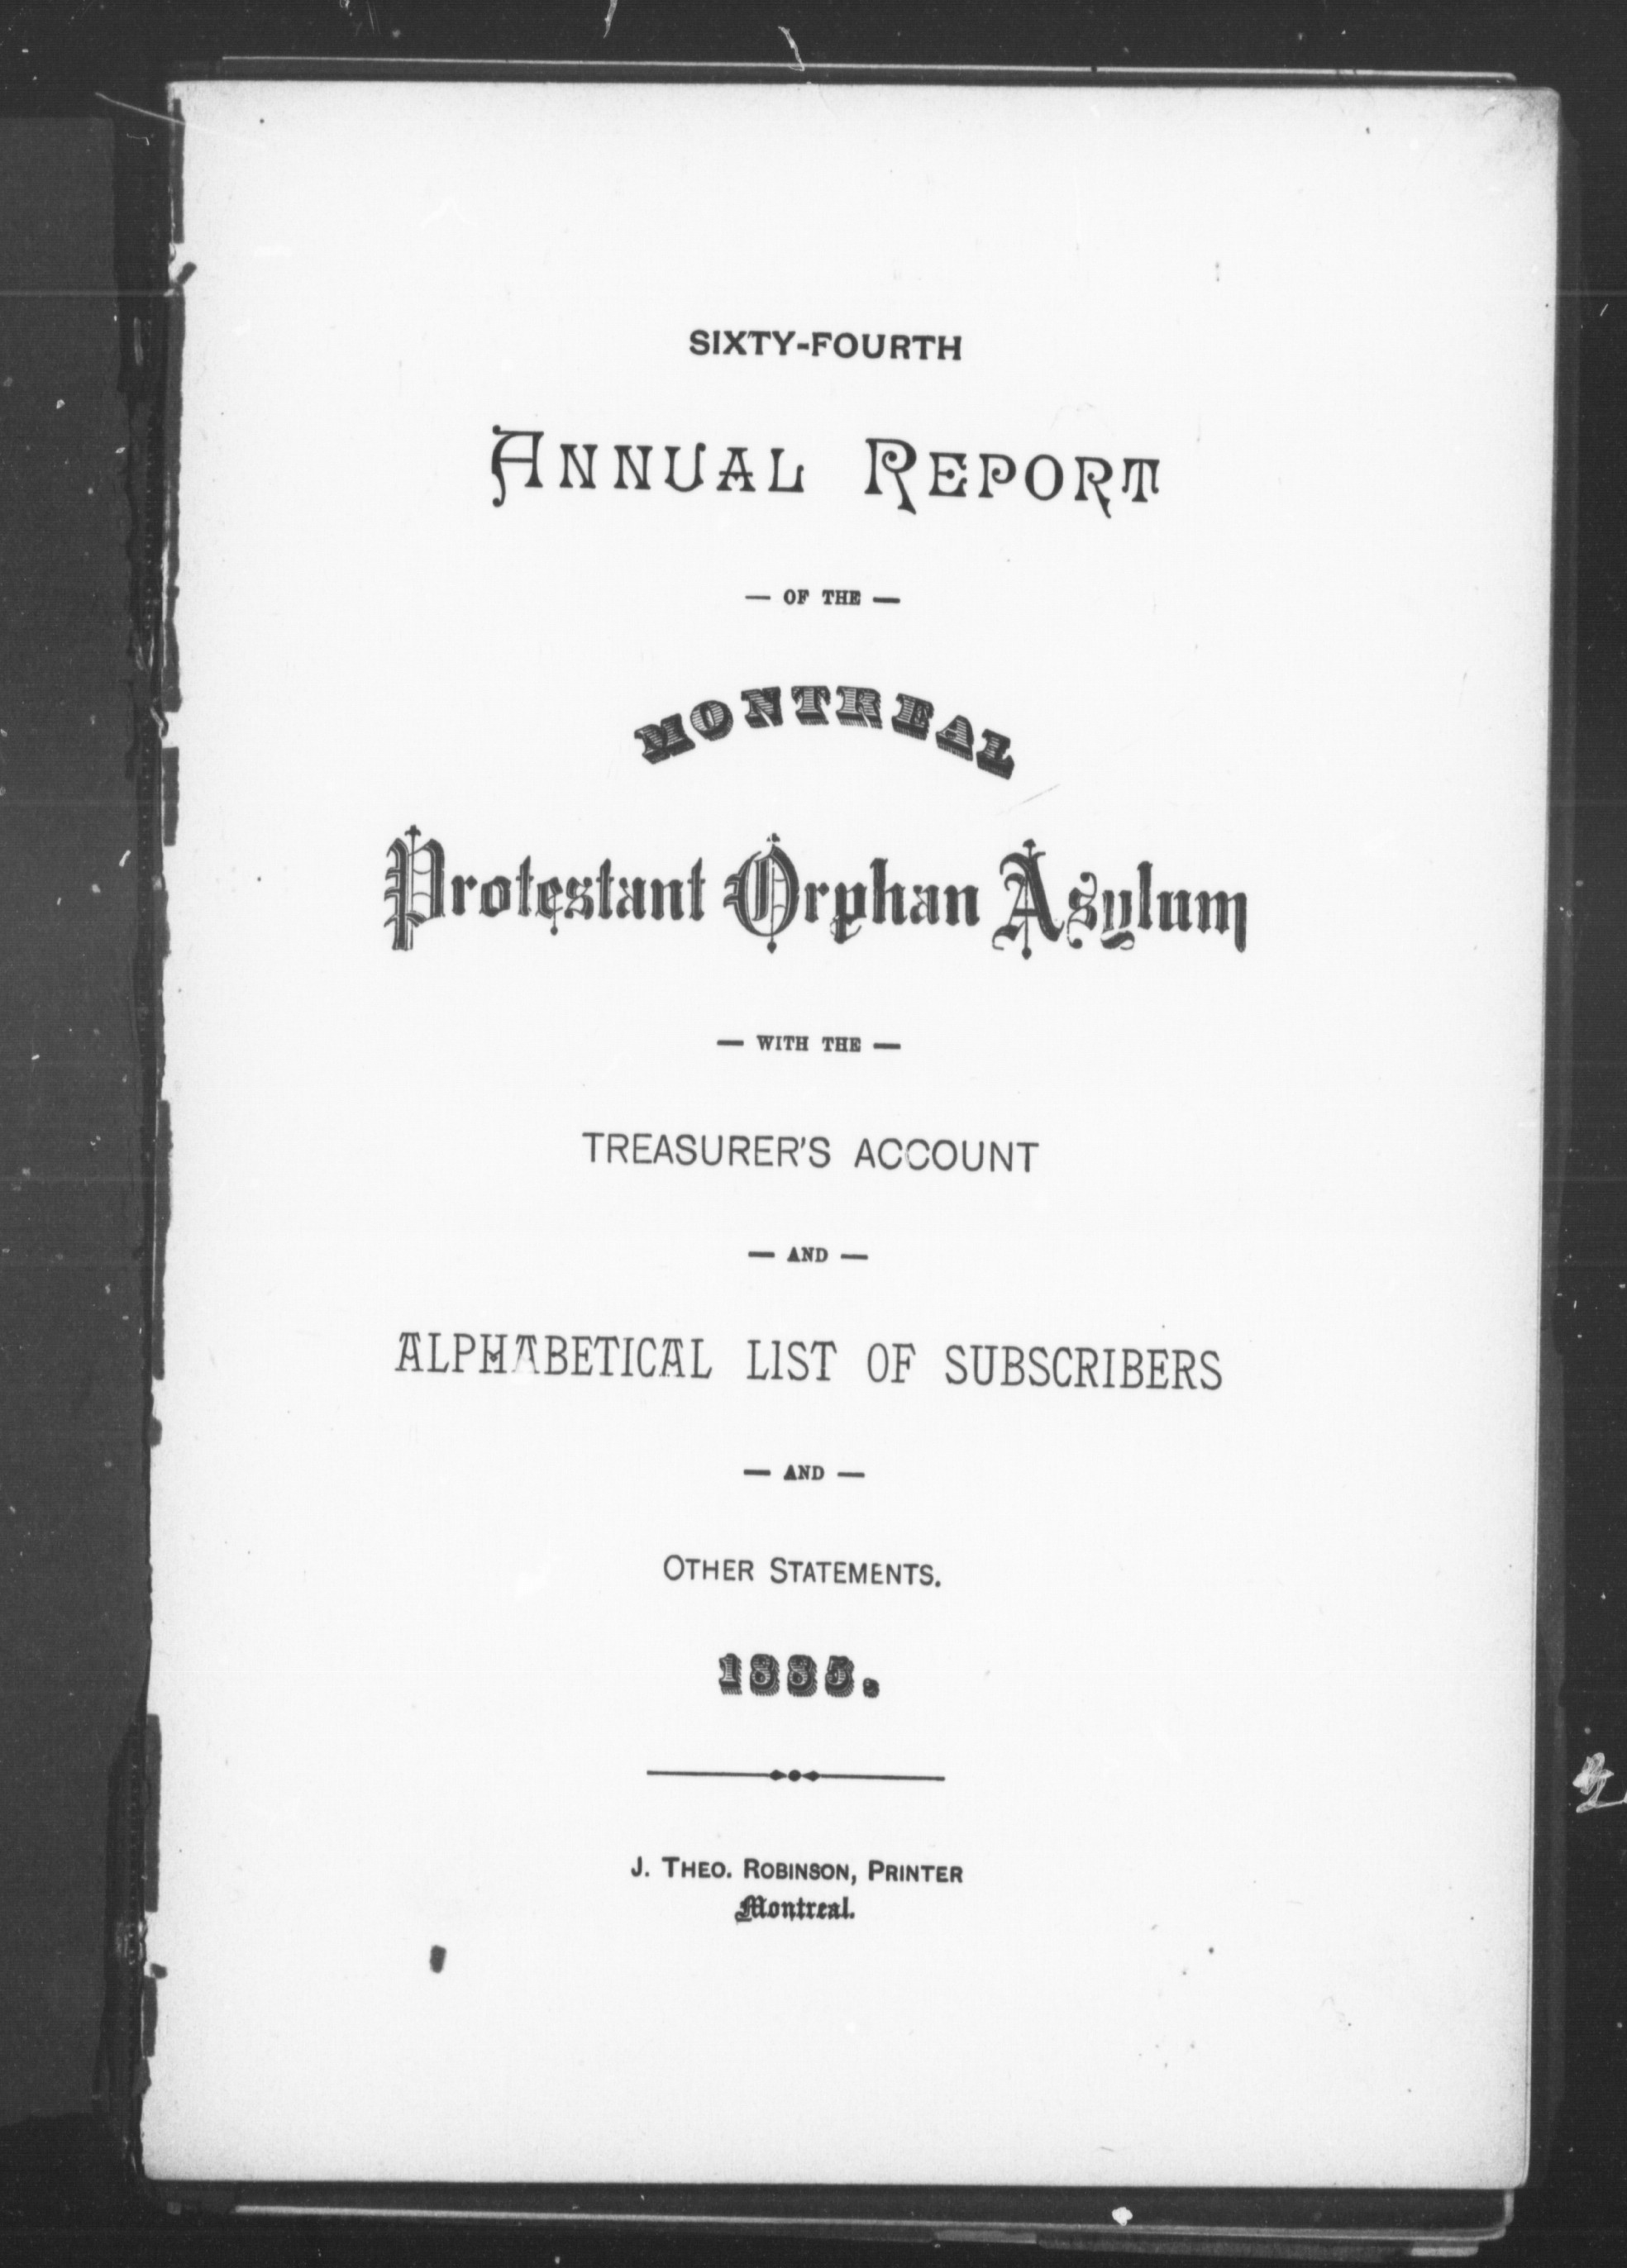 SIXTY-FOURTH
ANNUAL REPORT
— OF THE —
MONTREAL
Protestant Orphan Asylum
— WITH THE —
TREASURER'S ACCOUNT
— AND —
ALPHABETICAL LIST OF SUBSCRIBERS
— AND —
OTHER STATEMENTS.
1885.
J. THEO. ROBINSON, PRINTER
Montreal.